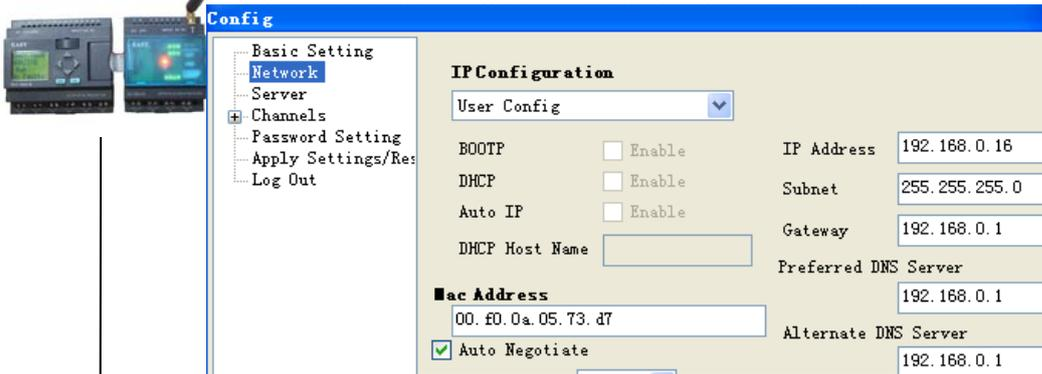 Config
Basic Setting
Network
Server
Channels
Password Setting
Apply Settings/Res
Log Out
IPConfiguration
User Config
BOOTP
Enable
IP Address
192.168.0.16
DHCP
Enable
Subnet
255.255.255.0
Auto IP
Enable
Gateway
192.168.0.1
DHCP Host Name
Preferred DNS Server
192.168.0.1
Mac Address
00.f0.0a.05.73.d7
Alternate DNS Server
192.168.0.1
Auto Negotiate
EASY
EASY